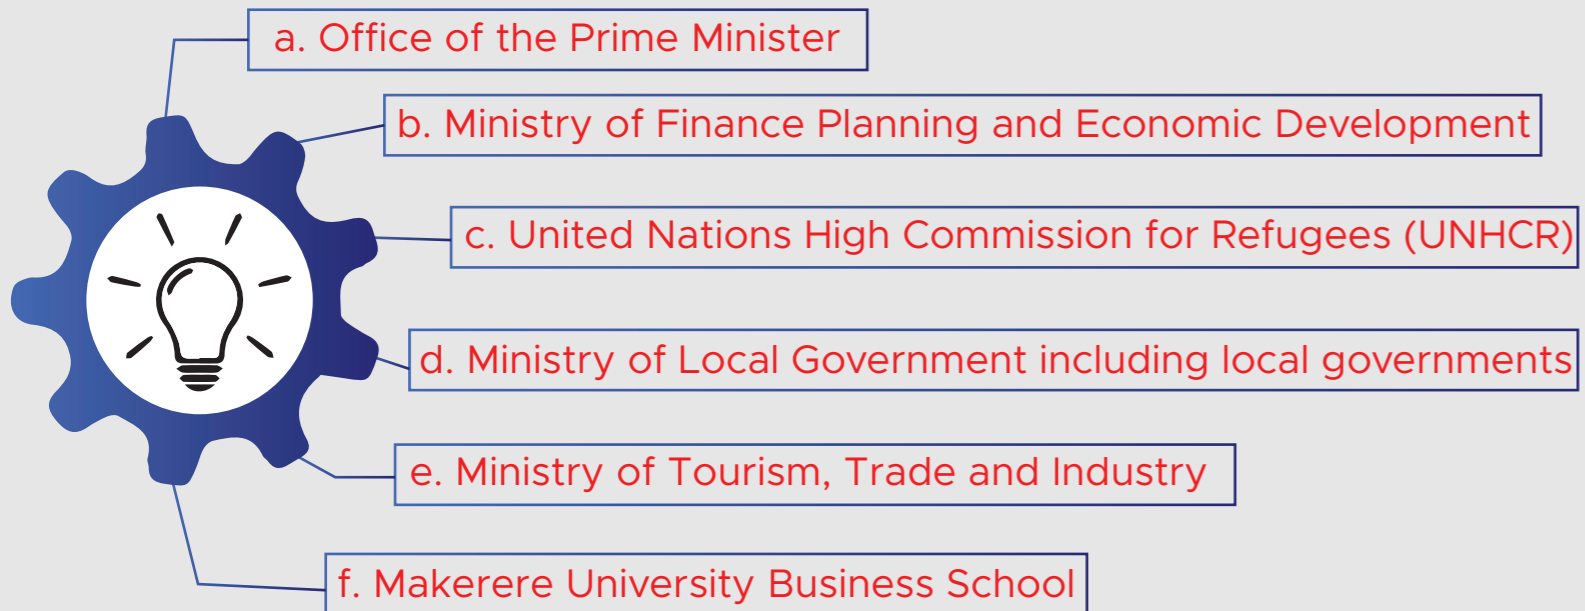 a. Office of the Prime Minister
b. Ministry of Finance Planning and Economic Development
c. United Nations High Commission for Refugees (UNHCR)
d. Ministry of Local Government including local governments
e. Ministry of Tourism, Trade and Industry
f. Makerere University Business School